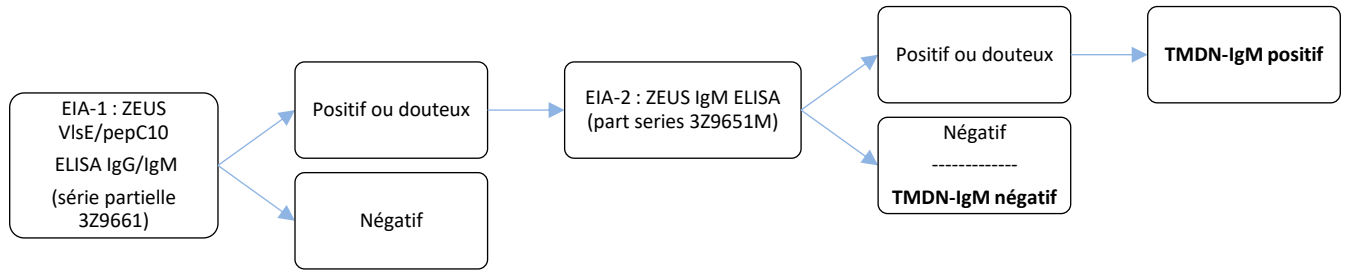 EIA-1 : ZEUS
VlsE/pepC10
ELISA IgG/IgM
(série partielle
3Z9661)
Positif ou douteux
Négatif
EIA-2 : ZEUS IgM ELISA
(part series 3Z9651M)
Positif ou douteux
Négatif
-------------
TMDN-IgM négatif
TMDN-IgM positif